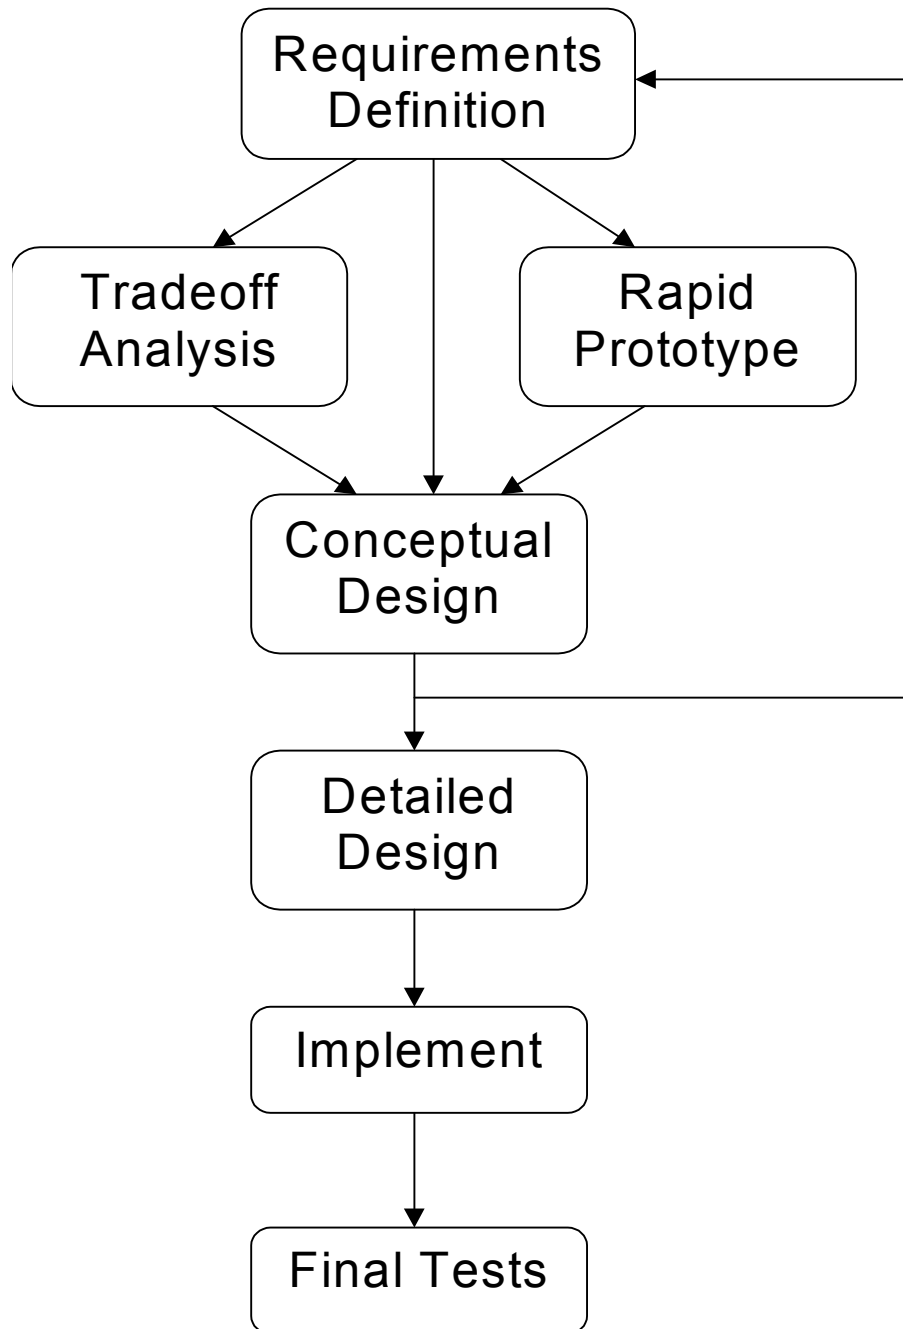 Requirements
Definition
Tradeoff
Analysis
Rapid
Prototype
Conceptual
Design
Detailed
Design
Implement
Final Tests